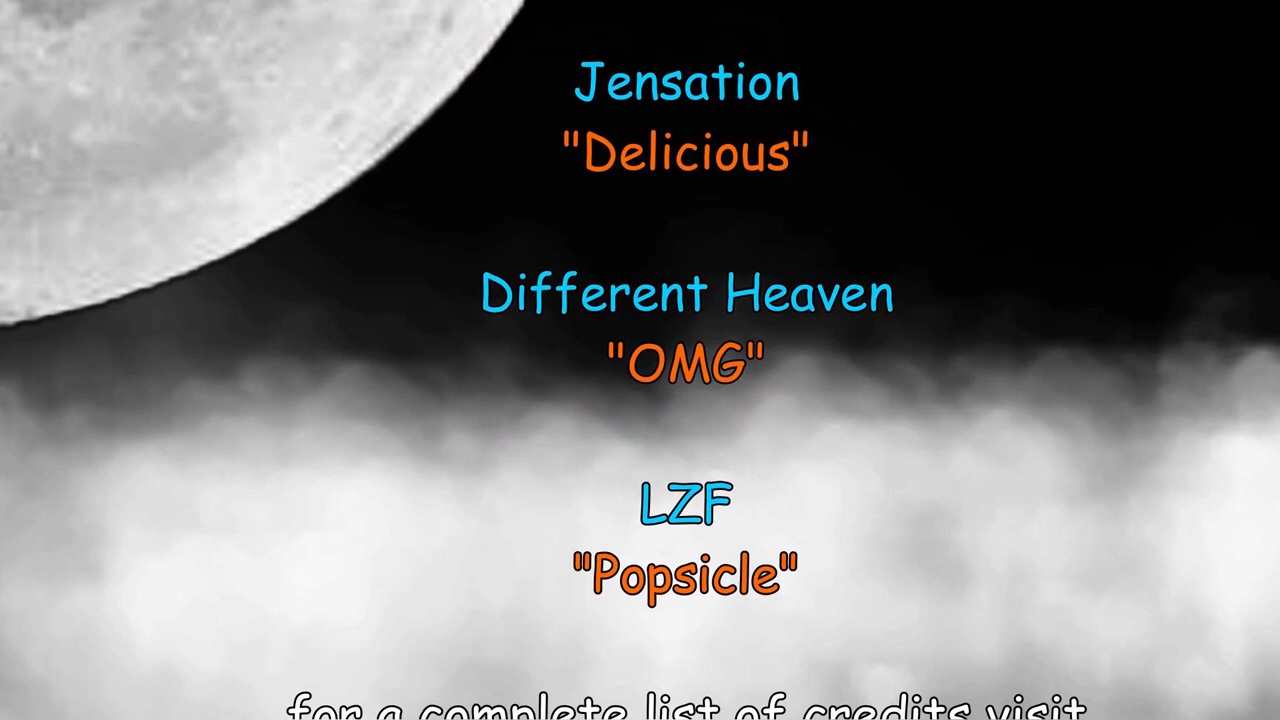 Jensation
"Delicious"
Different Heaven
"OMG"
LZF
"Popsicle"
for a complete list of credits visit